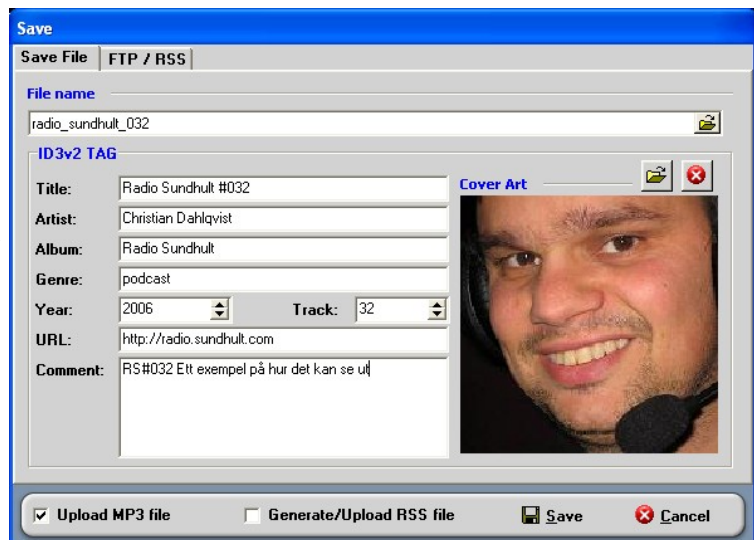 Save
Save File FTP / RSS
File name
radio_sundhult_032
ID3v2 TAG
Title: Radio Sundhult #032
Artist: Christian Dahlqvist
Album: Radio Sundhult
Genre: podcast
Year: 2006 Track: 32
URL: http://radio.sundhult.com
Comment: RS#032 Ett exempel på hur det kan se ut
Cover Art
Upload MP3 file Generate/Upload RSS file Save Cancel